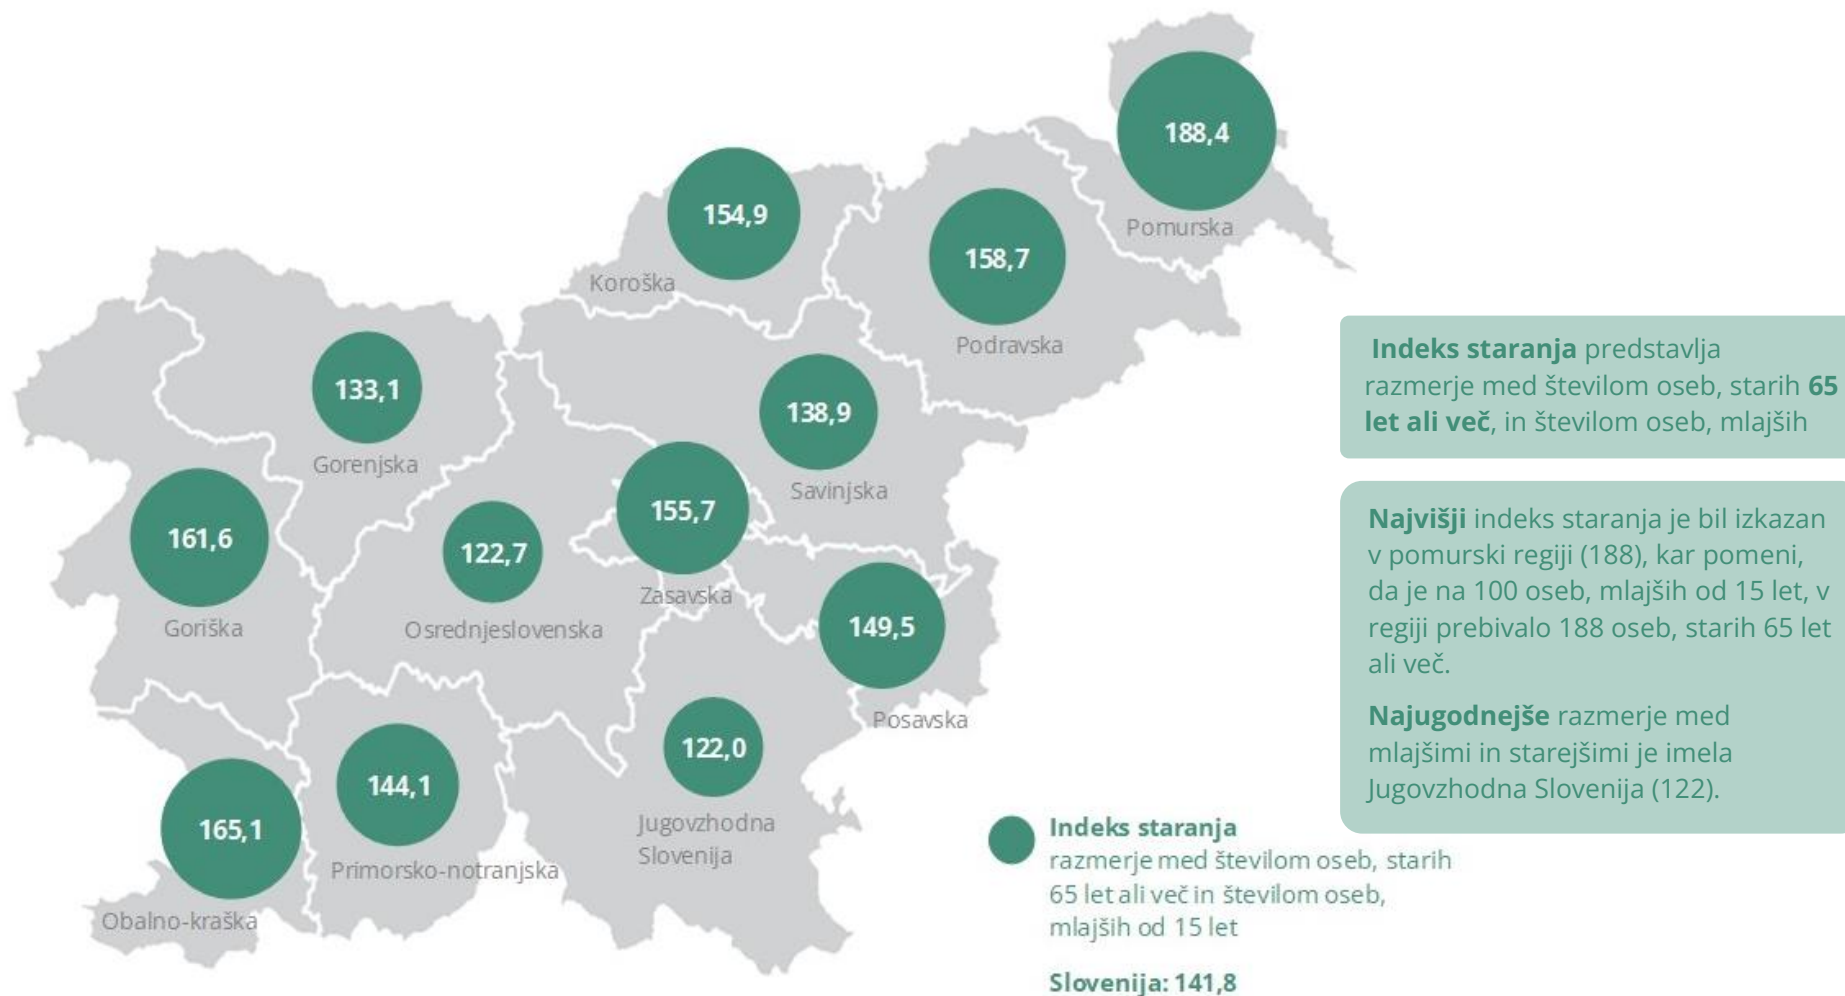 188,4
Pomurska
154,9
Koroška
158,7
Podravska
133,1
Gorenjska
138,9
Savinjska
161,6
Goriška
122,7
Osrednjeslovenska
155,7
Zasavska
149,5
Posavska
122,0
Jugovzhodna
Slovenija
144,1
Primorsko-notranjska
165,1
Obalno-kraška
Indeks staranja predstavlja
razmerje med številom oseb, starih 65
let ali več, in številom oseb, mlajših
Najvišji indeks staranja je bil izkazan
v pomurski regiji (188), kar pomeni,
da je na 100 oseb, mlajših od 15 let, v
regiji prebivalo 188 oseb, starih 65 let
ali več.
Najugodnejše razmerje med
mlajšimi in starejšimi je imela
Jugovzhodna Slovenija (122).
Indeks staranja
razmerje med številom oseb, starih
65 let ali več in številom oseb,
mlajših od 15 let
Slovenija: 141,8